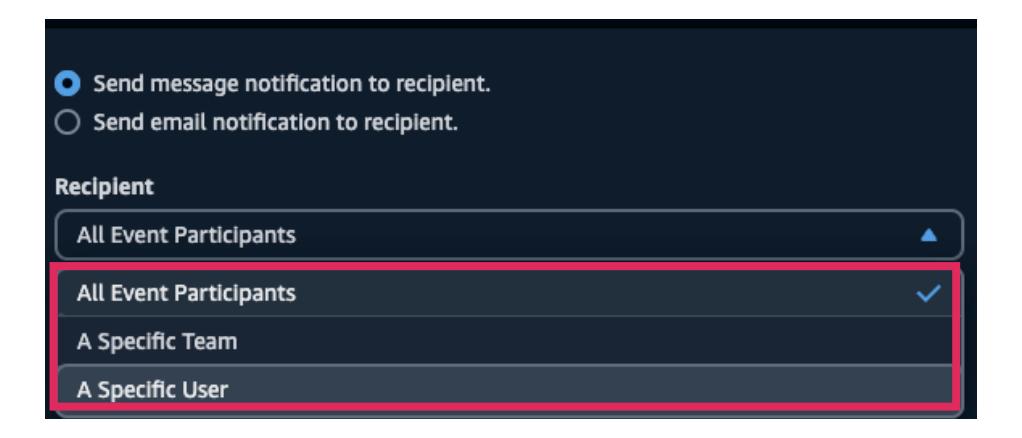 Send message notification to recipient.
Send email notification to recipient.
Recipient
All Event Participants
All Event Participants
A Specific Team
A Specific User